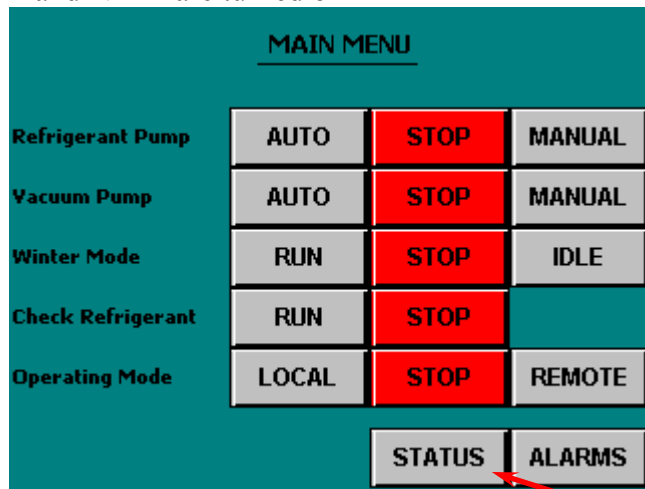 MAIN MENU
Refrigerant Pump AUTO STOP MANUAL
Vacuum Pump AUTO STOP MANUAL
Winter Mode RUN STOP IDLE
Check Refrigerant RUN STOP
Operating Mode LOCAL STOP REMOTE
STATUS ALARMS